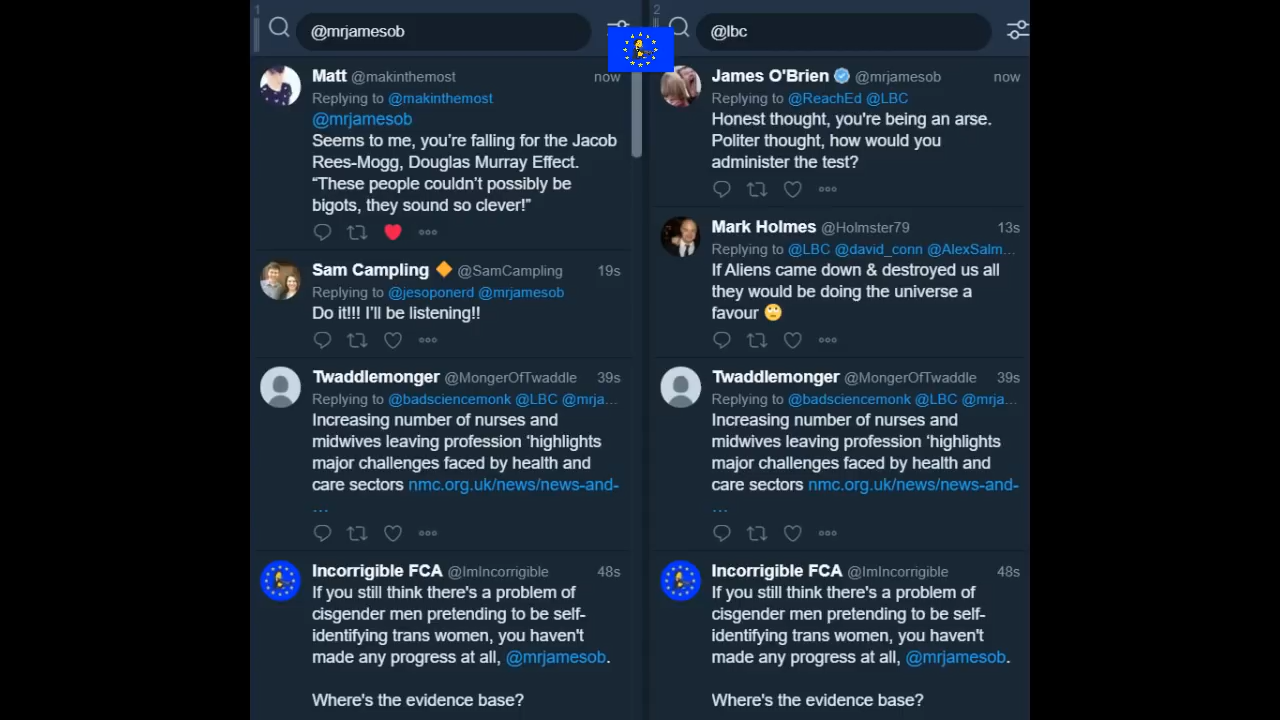 1
@mrjamesob
Matt @makinthemost now
Replying to @makinthemost
@mrjamesob
Seems to me, you're falling for the Jacob
Rees-Mogg, Douglas Murray Effect.
“These people couldn’t possibly be
bigots, they sound so clever!”
Sam Campling 🔶 @SamCampling 19s
Replying to @jesoponerd @mrjamesob
Do it!!! I’ll be listening!!
Twaddlemonger @MongerOfTwaddle 39s
Replying to @badsciencemonk @LBC @mrja…
Increasing number of nurses and
midwives leaving profession ‘highlights
major challenges faced by health and
care sectors nmc.org.uk/news/news-and-
…
Incorrigible FCA @ImIncorrigible 48s
If you still think there's a problem of
cisgender men pretending to be self-
identifying trans women, you haven't
made any progress at all, @mrjamesob.
Where's the evidence base?
2
@lbc
James O'Brien @mrjamesob now
Replying to @ReachEd @LBC
Honest thought, you're being an arse.
Politer thought, how would you
administer the test?
Mark Holmes @Holmster79 13s
Replying to @LBC @david_conn @AlexSalm…
If Aliens came down & destroyed us all
they would be doing the universe a
favour 🙄
Twaddlemonger @MongerOfTwaddle 39s
Replying to @badsciencemonk @LBC @mrja…
Increasing number of nurses and
midwives leaving profession ‘highlights
major challenges faced by health and
care sectors nmc.org.uk/news/news-and-
…
Incorrigible FCA @ImIncorrigible 48s
If you still think there's a problem of
cisgender men pretending to be self-
identifying trans women, you haven't
made any progress at all, @mrjamesob.
Where's the evidence base?